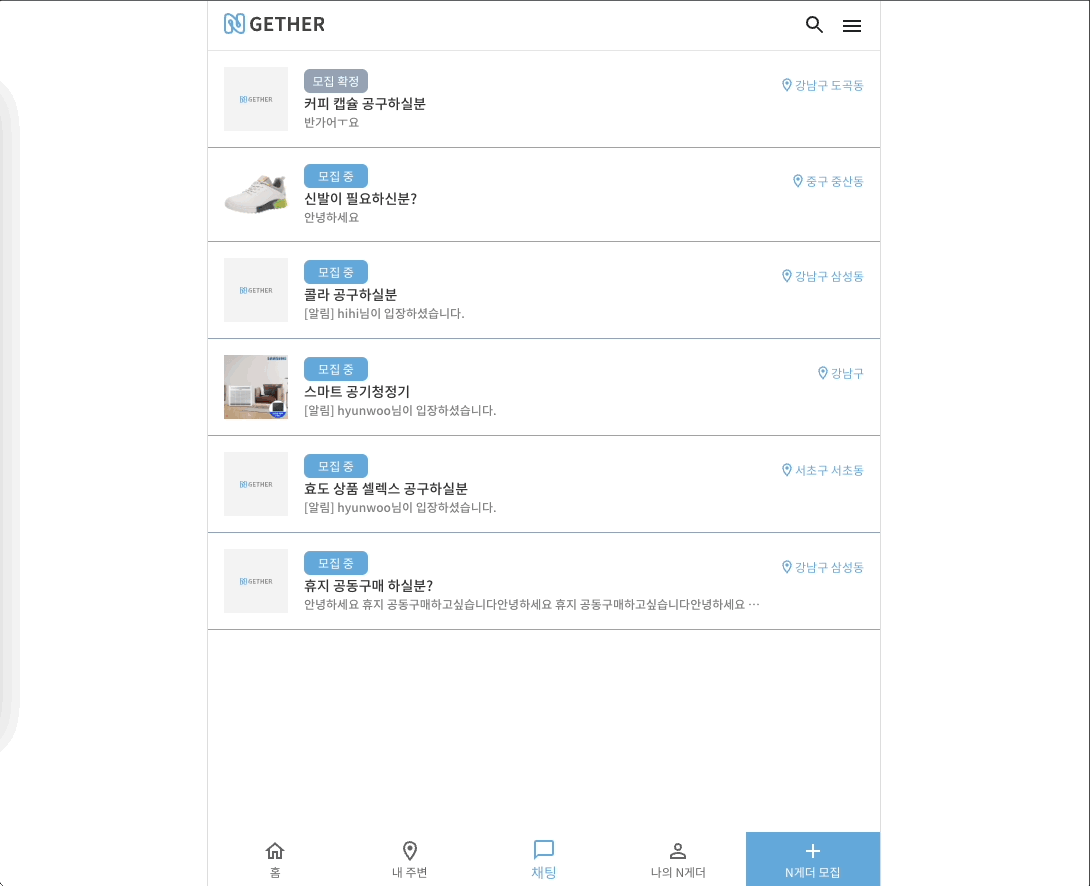 GETHER
모집 확정
강남구 도곡동
GETHER
커피 캡슐 공구하실분
반가어ㅜ요
모집 중
중구 중산동
신발이 필요하신분?
안녕하세요
모집 중
강남구 삼성동
GETHER
콜라 공구하실분
[알림] hihi님이 입장하셨습니다.
모집 중
강남구
스마트 공기청정기
[알림] hyunwoo님이 입장하셨습니다.
모집 중
서초구 서초동
GETHER
효도 상품 셀렉스 공구하실분
[알림] hyunwoo님이 입장하셨습니다.
모집 중
강남구 삼성동
GETHER
휴지 공동구매 하실분?
안녕하세요 휴지 공동구매하고싶습니다안녕하세요 휴지 공동구매하고싶습니다안녕하세요 …
홈
내 주변
채팅
나의 N게더
N게더 모집